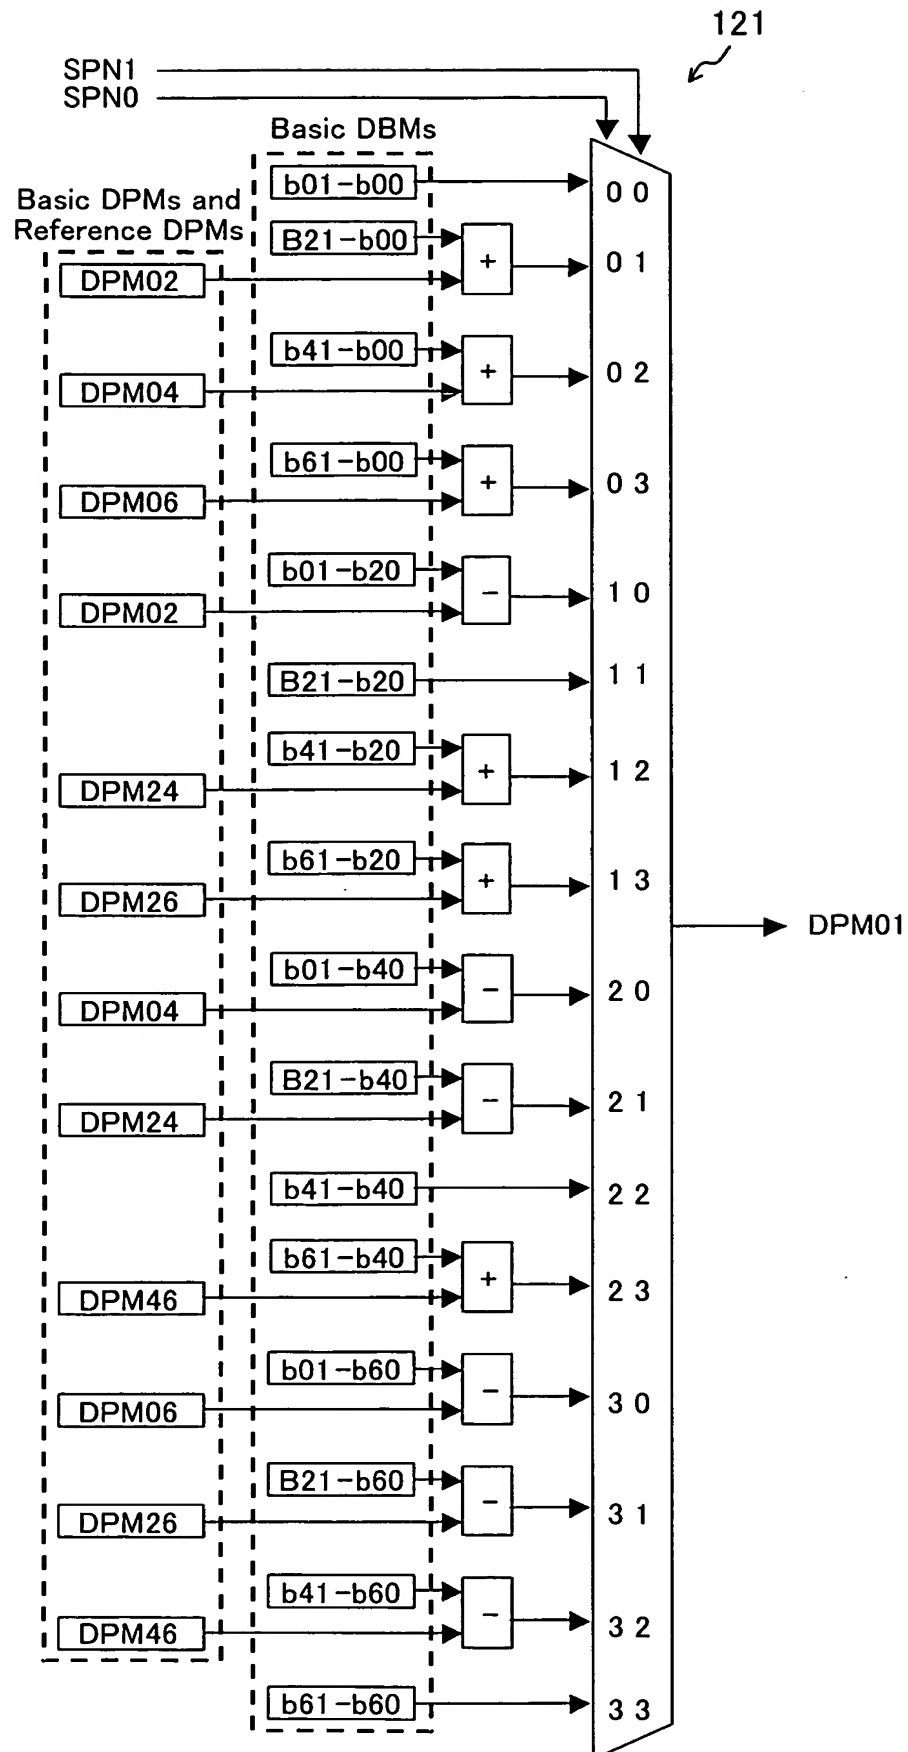 121
SPN1
SPN0
Basic DBMs
b01-b00
0 0
Basic DPMs and
Reference DPMs
B21-b00
+
0 1
DPM02
b41-b00
+
0 2
DPM04
b61-b00
+
0 3
DPM06
b01-b20
-
1 0
DPM02
B21-b20
1 1
b41-b20
+
1 2
DPM24
b61-b20
+
1 3
DPM26
DPM01
b01-b40
-
2 0
DPM04
B21-b40
-
2 1
DPM24
b41-b40
2 2
b61-b40
+
2 3
DPM46
b01-b60
-
3 0
DPM06
B21-b60
-
3 1
DPM26
b41-b60
-
3 2
DPM46
b61-b60
3 3